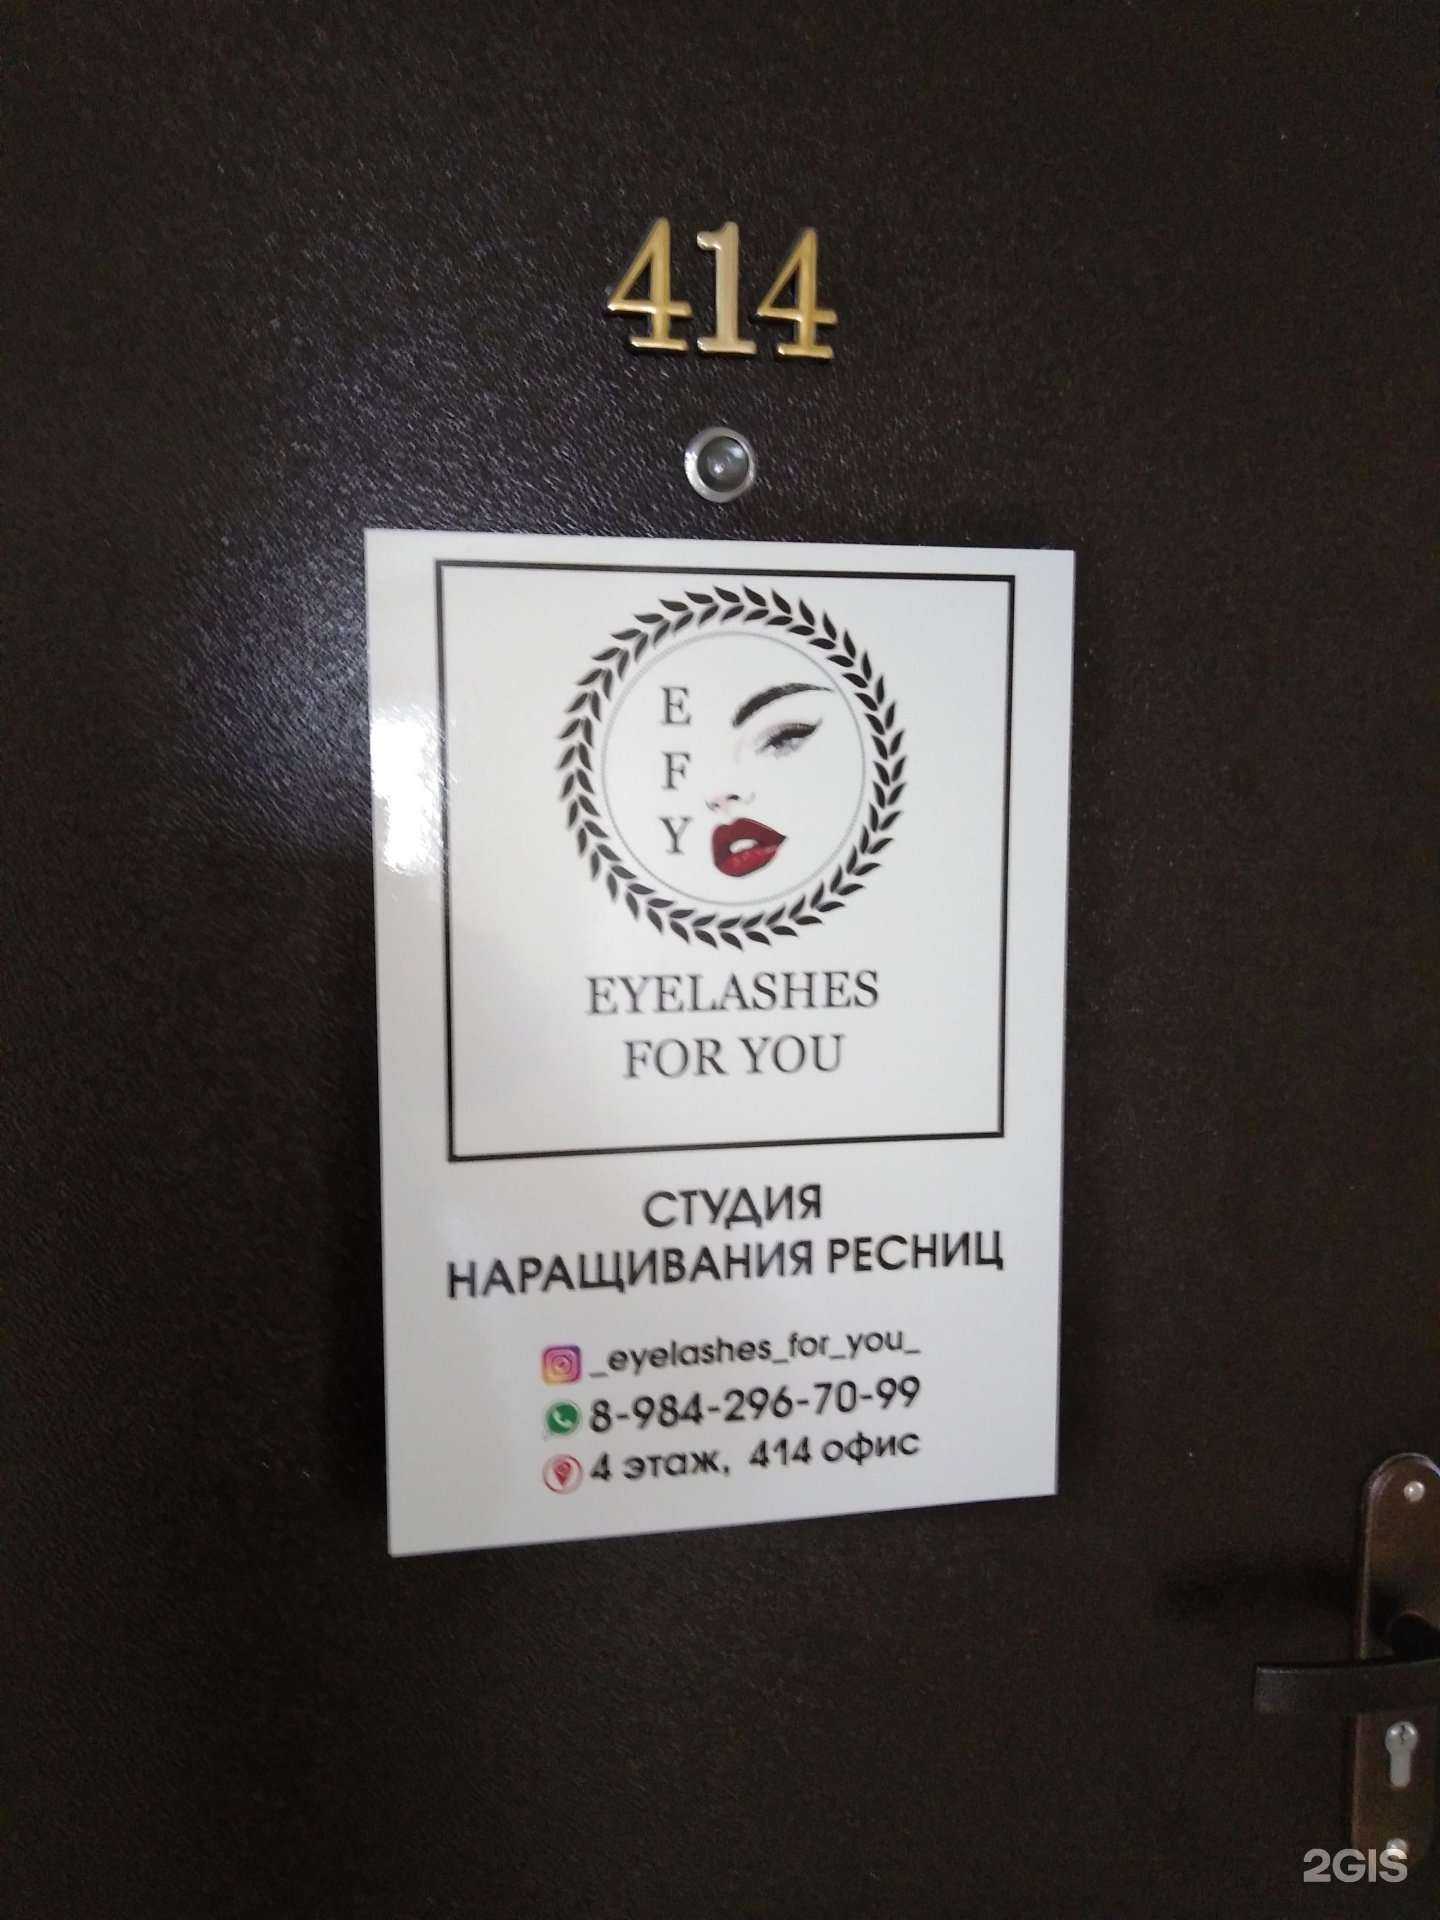 414
E
F
Y
EYELASHES
FOR YOU
СТУДИЯ
НАРАЩИВАНИЯ РЕСНИЦ
_eyelashes_for_you_
8-984-296-70-99
4 этаж, 414 офис
2GIS